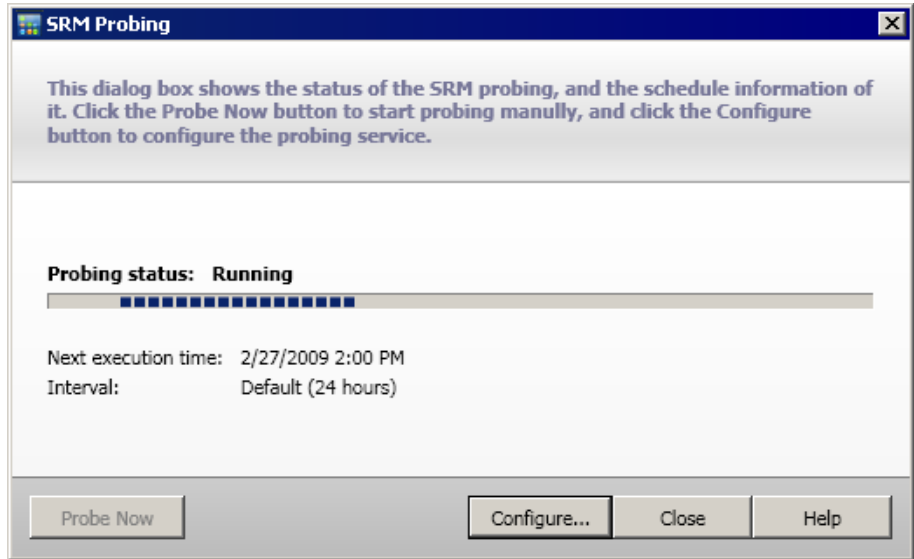 SRM Probing
This dialog box shows the status of the SRM probing, and the schedule information of
it. Click the Probe Now button to start probing manully, and click the Configure
button to configure the probing service.
Probing status: Running
Next execution time: 2/27/2009 2:00 PM
Interval: Default (24 hours)
Probe Now Configure... Close Help